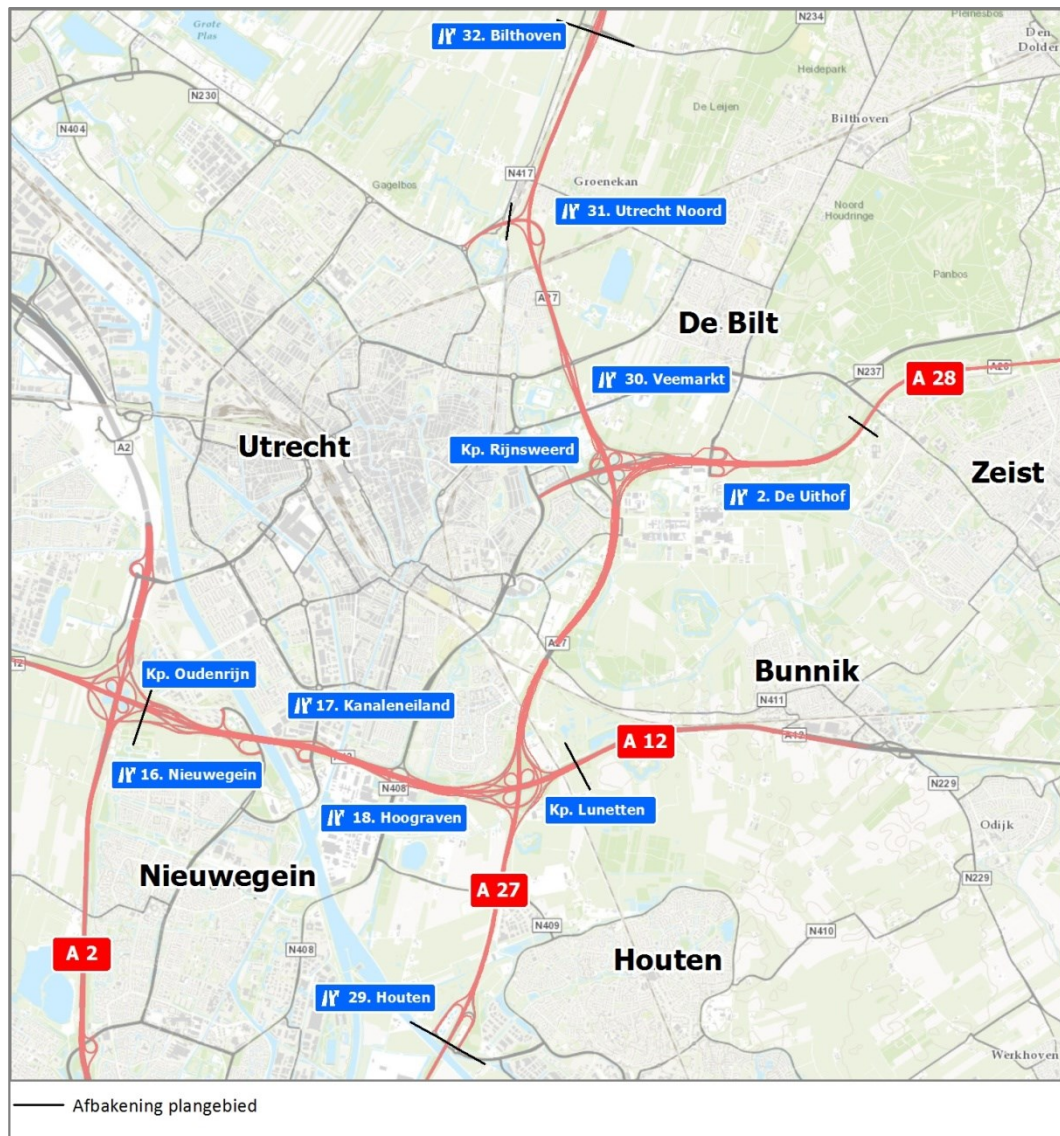 Grote
Plas
32. Bilthoven
N234
Pleinesbos
Den
Dolder
Heidepark
N230
De Leijen
Bilthoven
N404
N417
Gagelbos
Groenekan
31. Utrecht Noord
Noord
Houdringe
Panbos
A27
De Bilt
30. Veemarkt
N237
A 28
A28
Utrecht
A2
Kp. Rijnsweerd
Zeist
2. De Uithof
A27
12
Kp. Oudenrijn
Bunnik
17. Kanaleneiland
N411
A 12
A12
16. Nieuwegein
N408
Kp. Lunetten
N229
18. Hoograven
Odijk
Nieuwegein
A 27
N229
N409
N410
A 2
N408
Houten
29. Houten
Werkhoven
Afbakening plangebied